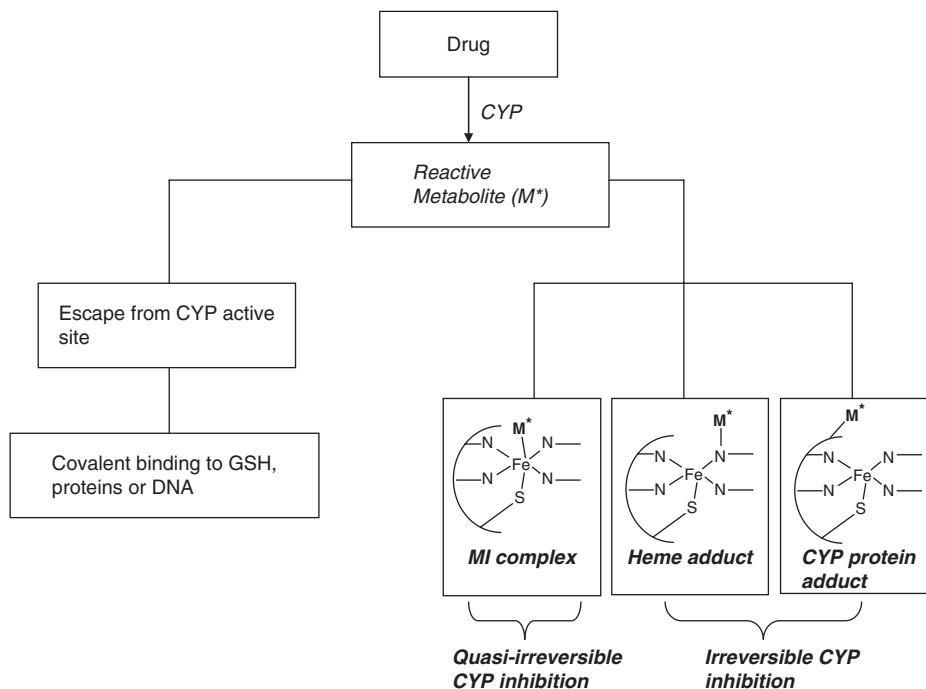 Drug
CYP
Reactive
Metabolite (M*)
Escape from CYP active
site
Covalent binding to GSH,
proteins or DNA
M*
N N
Fe
N N
S
MI complex
M*
N N
Fe
N N
S
Heme adduct
M*
N N
Fe
N N
S
CYP protein
adduct
Quasi-irreversible
CYP inhibition
Irreversible CYP
inhibition